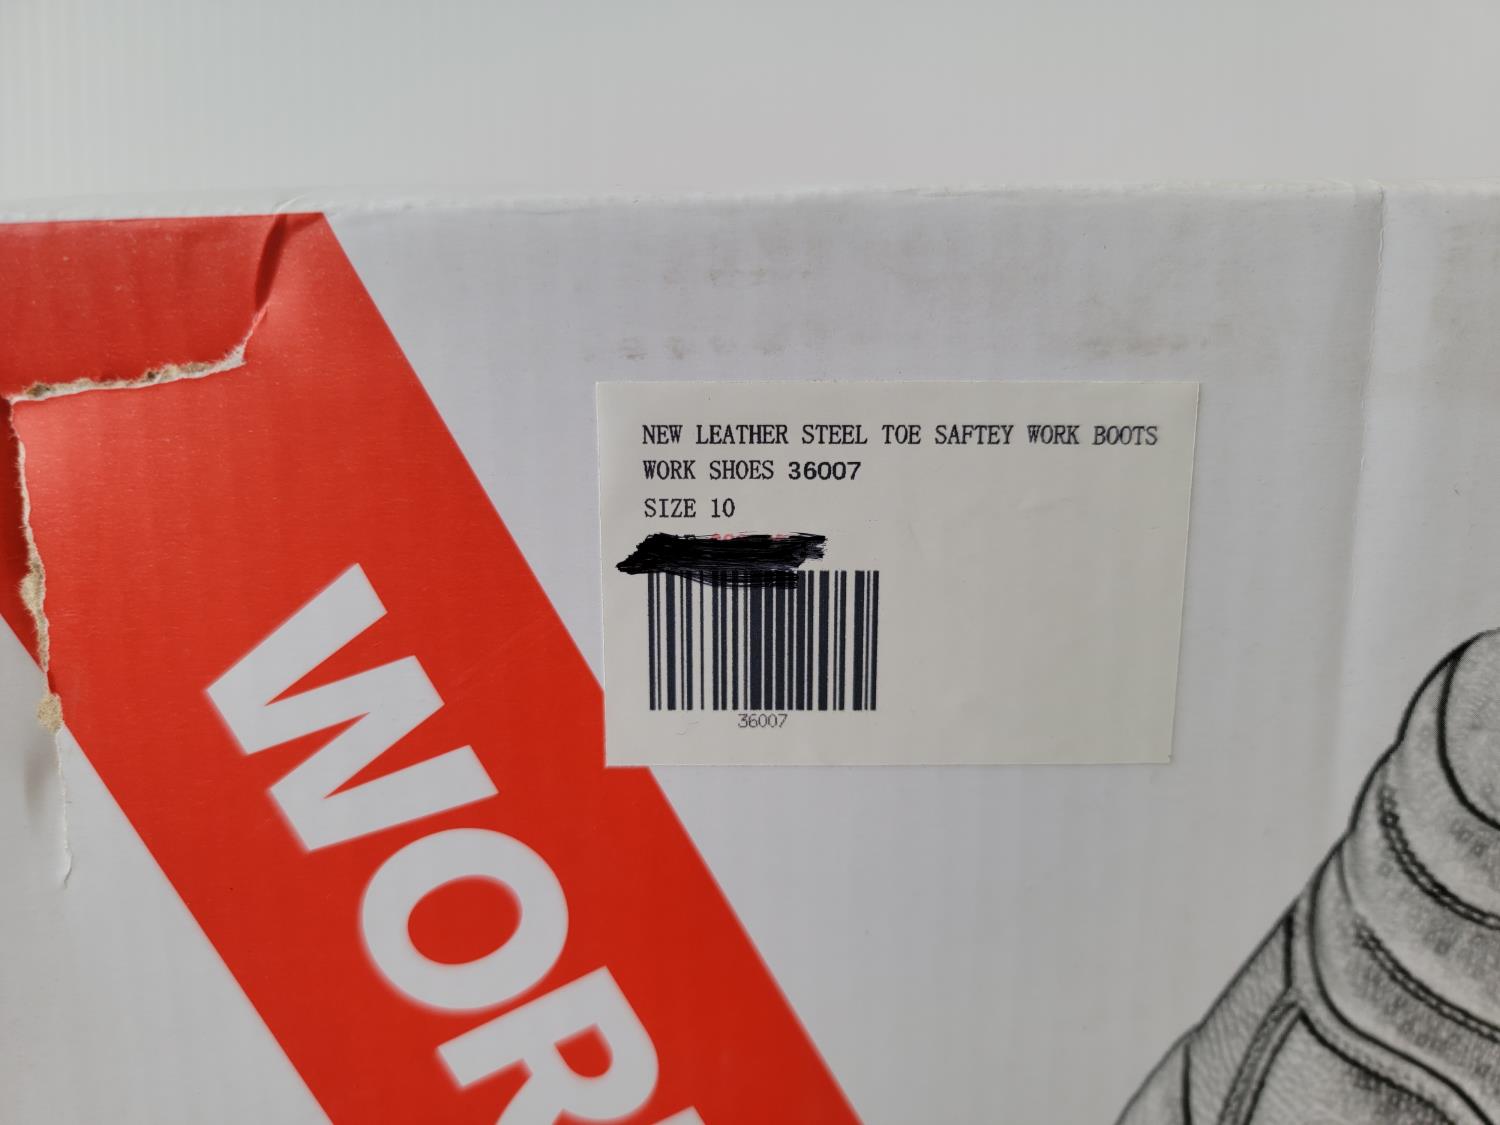 NEW LEATHER STEEL TOE SAFTEY WORK BOOTS
WORK SHOES 36007
SIZE 10
36007
WOR